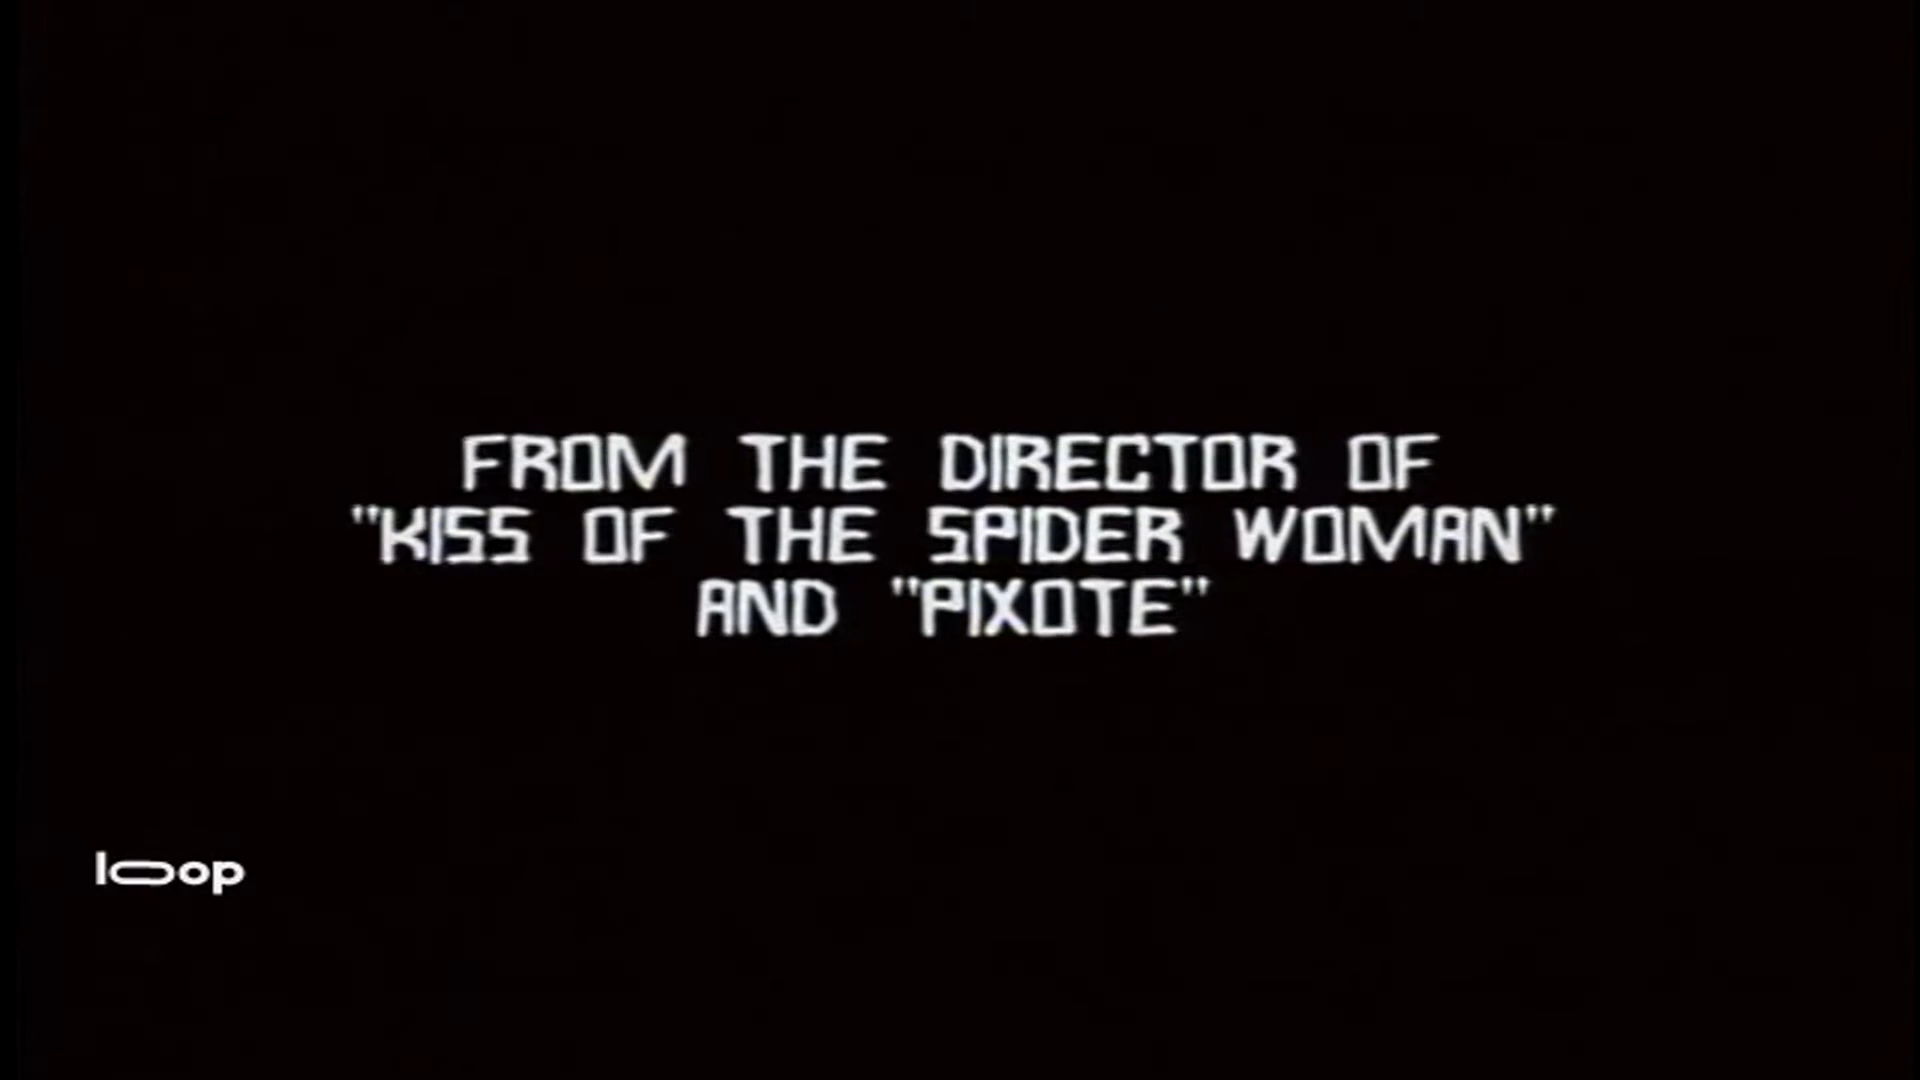 FROM THE DIRECTOR OF
"KISS OF THE SPIDER WOMAN"
AND "PIXOTE"
loop